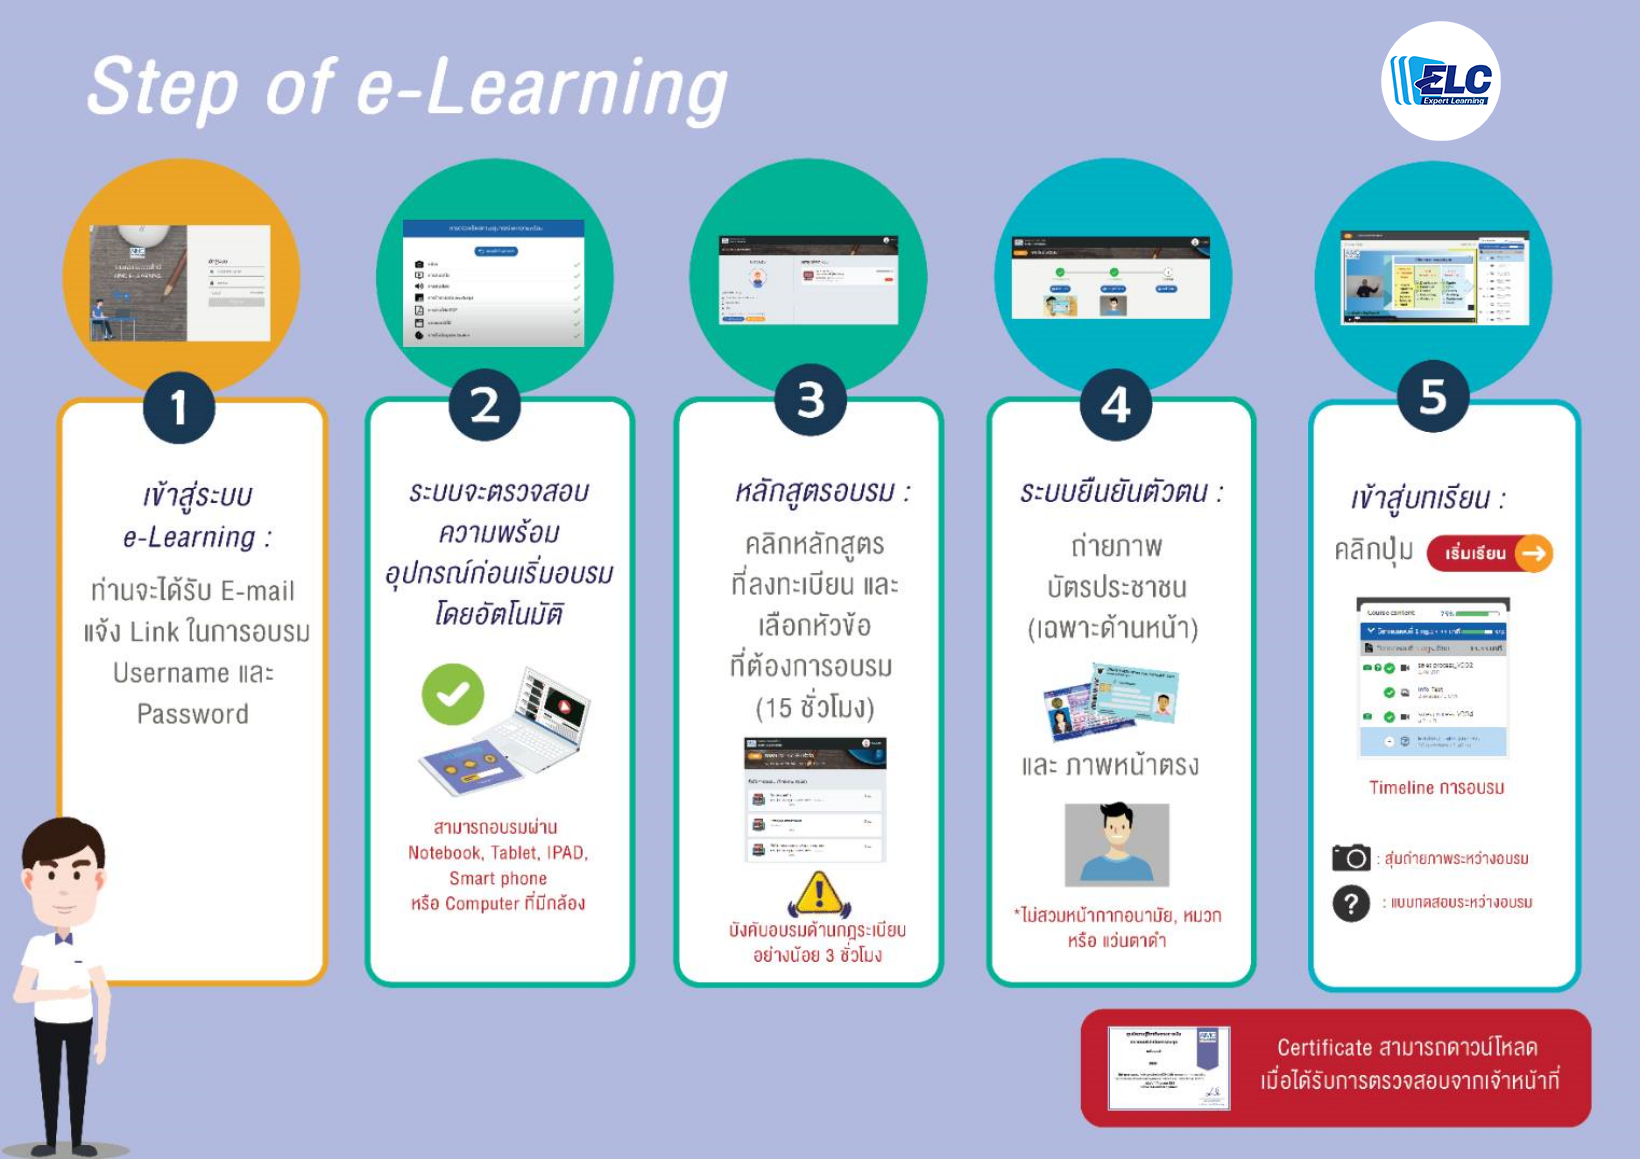 Step of e-Learning
ELC
Expert Learning
1
เข้าสู่ระบบ
e-Learning :
ท่านจะได้รับ E-mail
แจ้ง Link ในการอบรม
Username และ
Password
2
ระบบจะตรวจสอบ
ความพร้อม
อุปกรณ์ก่อนเริ่มอบรม
โดยอัตโนมัติ
สามารถอบรมผ่าน
Notebook, Tablet, IPAD,
Smart phone
หรือ Computer ที่มีกล้อง
3
หลักสูตรอบรม :
คลิกหลักสูตร
ที่ลงทะเบียน และ
เลือกหัวข้อ
ที่ต้องการอบรม
(15 ชั่วโมง)
บังคับอบรมด้านกฎระเบียบ
อย่างน้อย 3 ชั่วโมง
4
ระบบยืนยันตัวตน :
ถ่ายภาพ
บัตรประชาชน
(เฉพาะด้านหน้า)
และ ภาพหน้าตรง
*ไม่สวมหน้ากากอนามัย, หมวก
หรือ แว่นตาดำ
5
เข้าสู่บทเรียน :
คลิกปุ่ม เริ่มเรียน
Course content 75%
Timeline การอบรม
: สุ่มถ่ายภาพระหว่างอบรม
? : แบบทดสอบระหว่างอบรม
Certificate สามารถดาวน์โหลด
เมื่อได้รับการตรวจสอบจากเจ้าหน้าที่